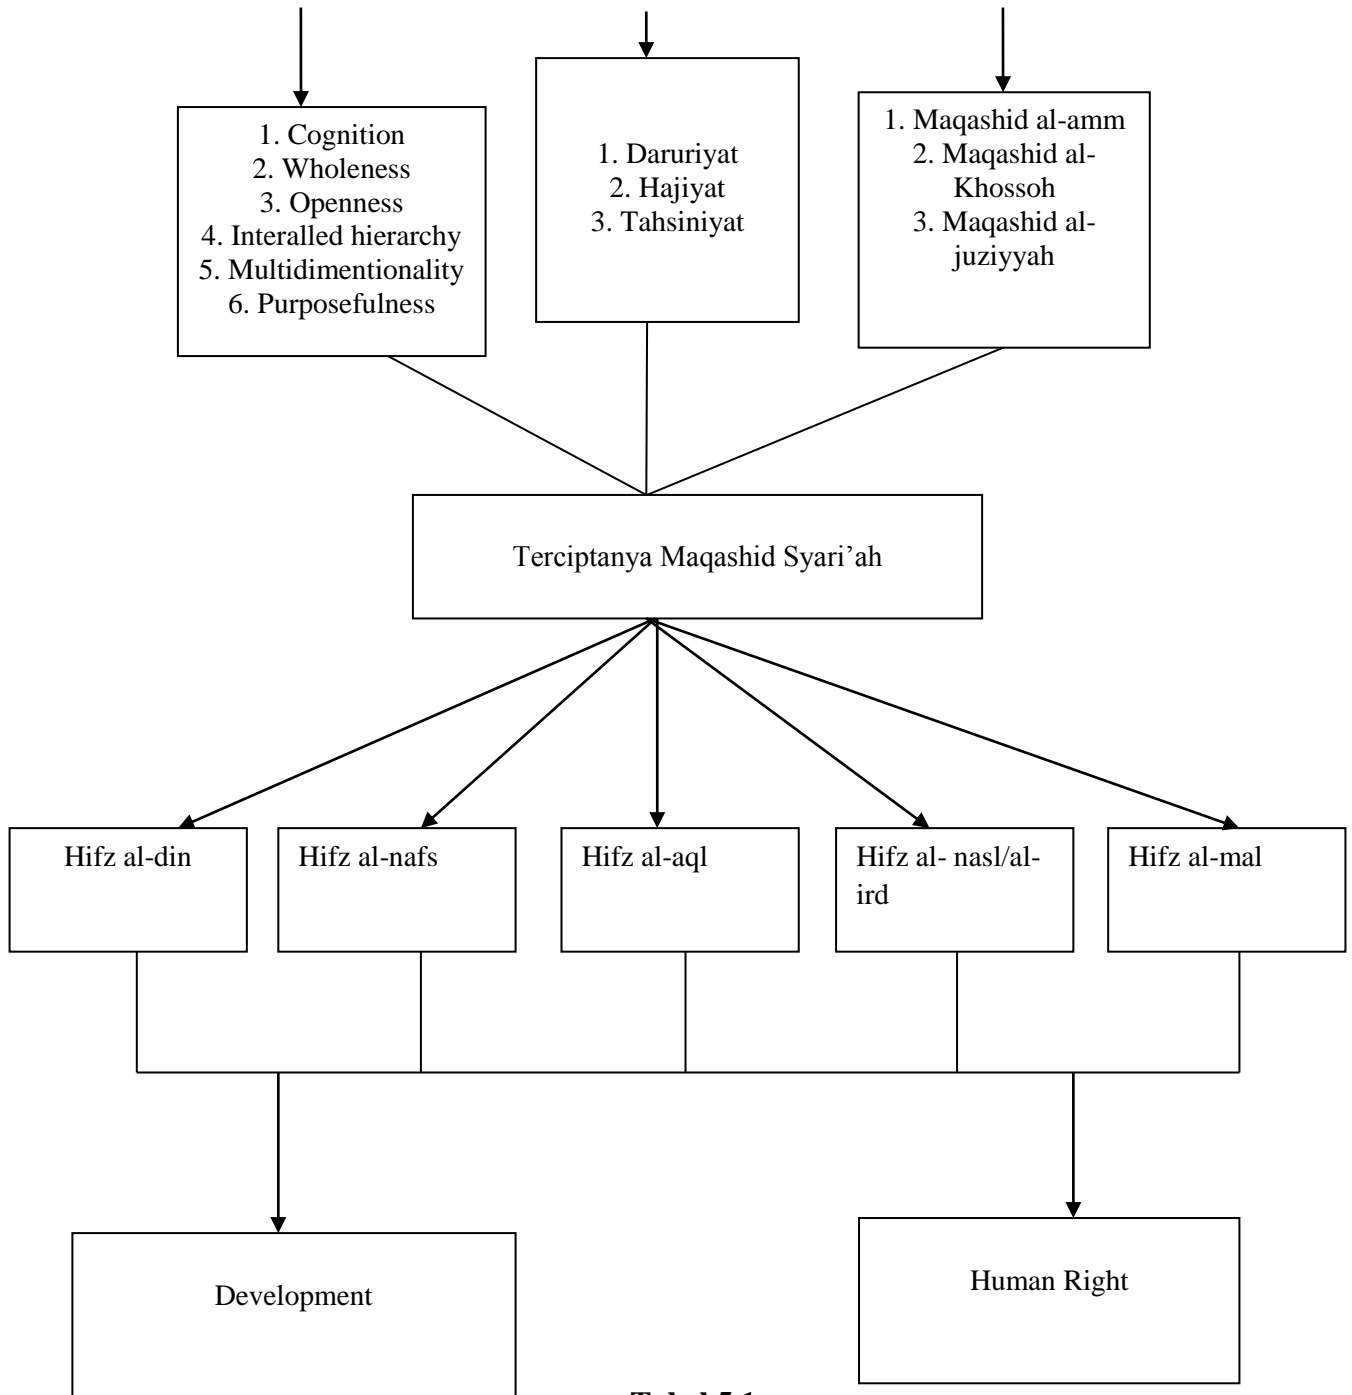 1. Cognition
2. Wholeness
3. Openness
4. Interalled hierarchy
5. Multidimentionality
6. Purposefulness
1. Daruriyat
2. Hajiyat
3. Tahsiniyat
1. Maqashid al-amm
2. Maqashid al-
Khossoh
3. Maqashid al-
juziyyah
Terciptanya Maqashid Syari’ah
Hifz al-din
Hifz al-nafs
Hifz al-aql
Hifz al- nasl/al-
ird
Hifz al-mal
Development
Human Right